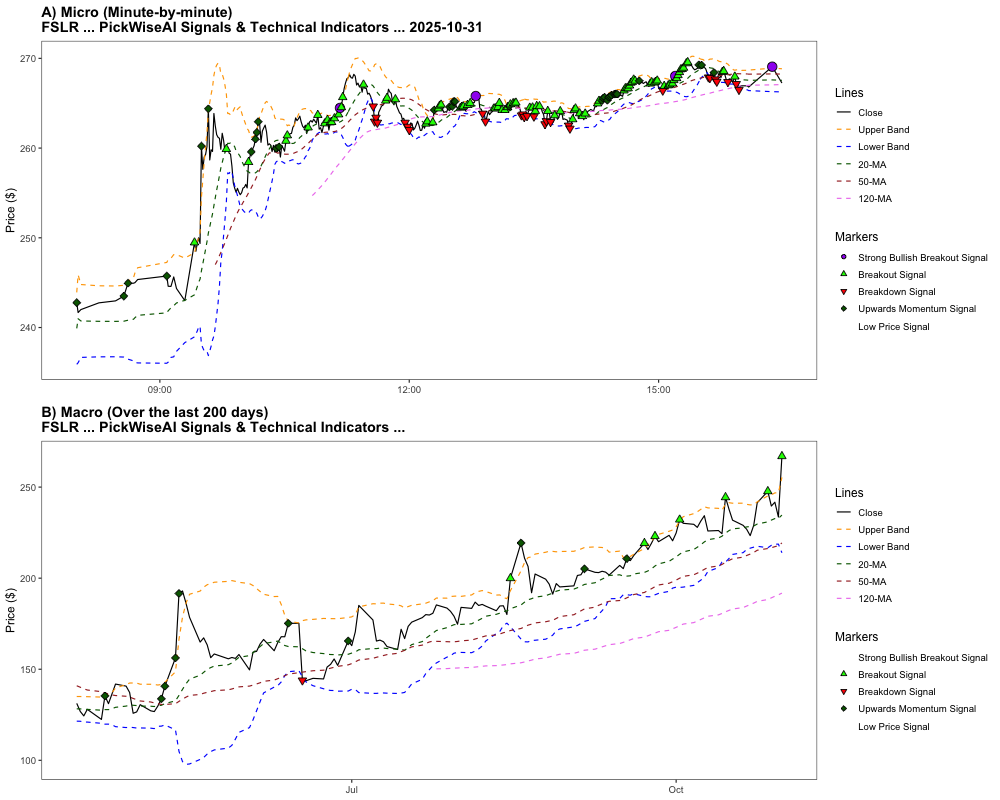 A) Micro (Minute-by-minute)
FSLR ... PickWiseAI Signals & Technical Indicators ... 2025-10-31
Price ($)
270
260
250
240
09:00
12:00
15:00
Lines
Close
Upper Band
Lower Band
20-MA
50-MA
120-MA
Markers
Strong Bullish Breakout Signal
Breakout Signal
Breakdown Signal
Upwards Momentum Signal
Low Price Signal
B) Macro (Over the last 200 days)
FSLR ... PickWiseAI Signals & Technical Indicators ...
Price ($)
250
200
150
100
Jul
Oct
Lines
Close
Upper Band
Lower Band
20-MA
50-MA
120-MA
Markers
Strong Bullish Breakout Signal
Breakout Signal
Breakdown Signal
Upwards Momentum Signal
Low Price Signal